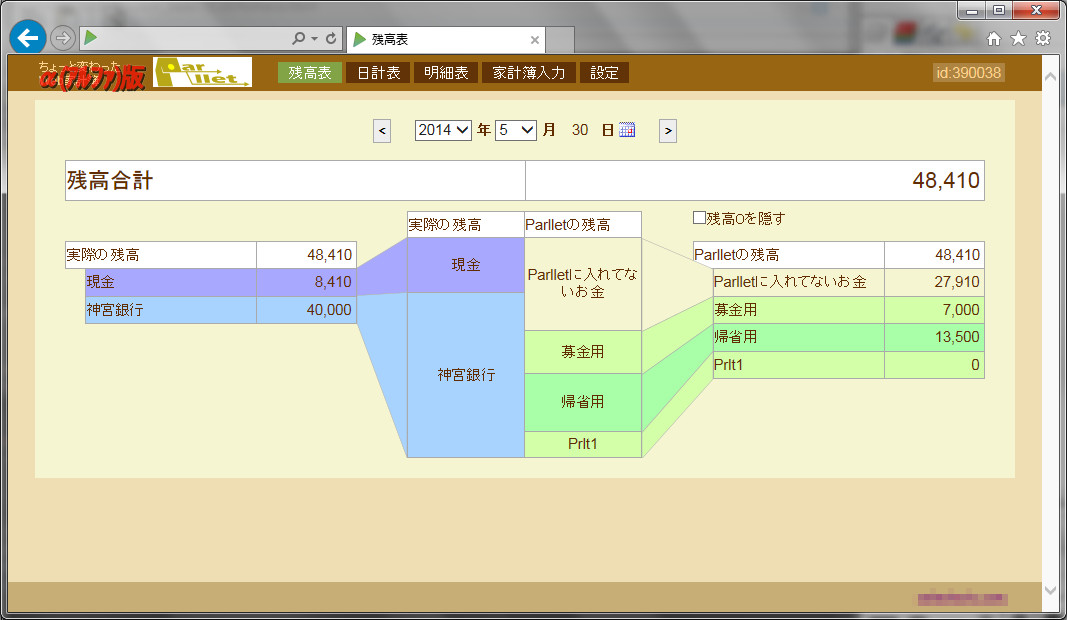 残高表
ちょっと変わった
α(ｱﾙﾌｧ)版
Parllet
残高表 日計表 明細表 家計簿入力 設定
id:390038
< 2014 年 5 月 30 日 >
残高合計 48,410
実際の残高 Parlletの残高
□残高0を隠す
実際の残高 48,410
現金 8,410
神宮銀行 40,000
現金
神宮銀行
Parlletに入れてな
いお金
募金用
帰省用
Prlt1
Parlletの残高 48,410
Parlletに入れてないお金 27,910
募金用 7,000
帰省用 13,500
Prlt1 0